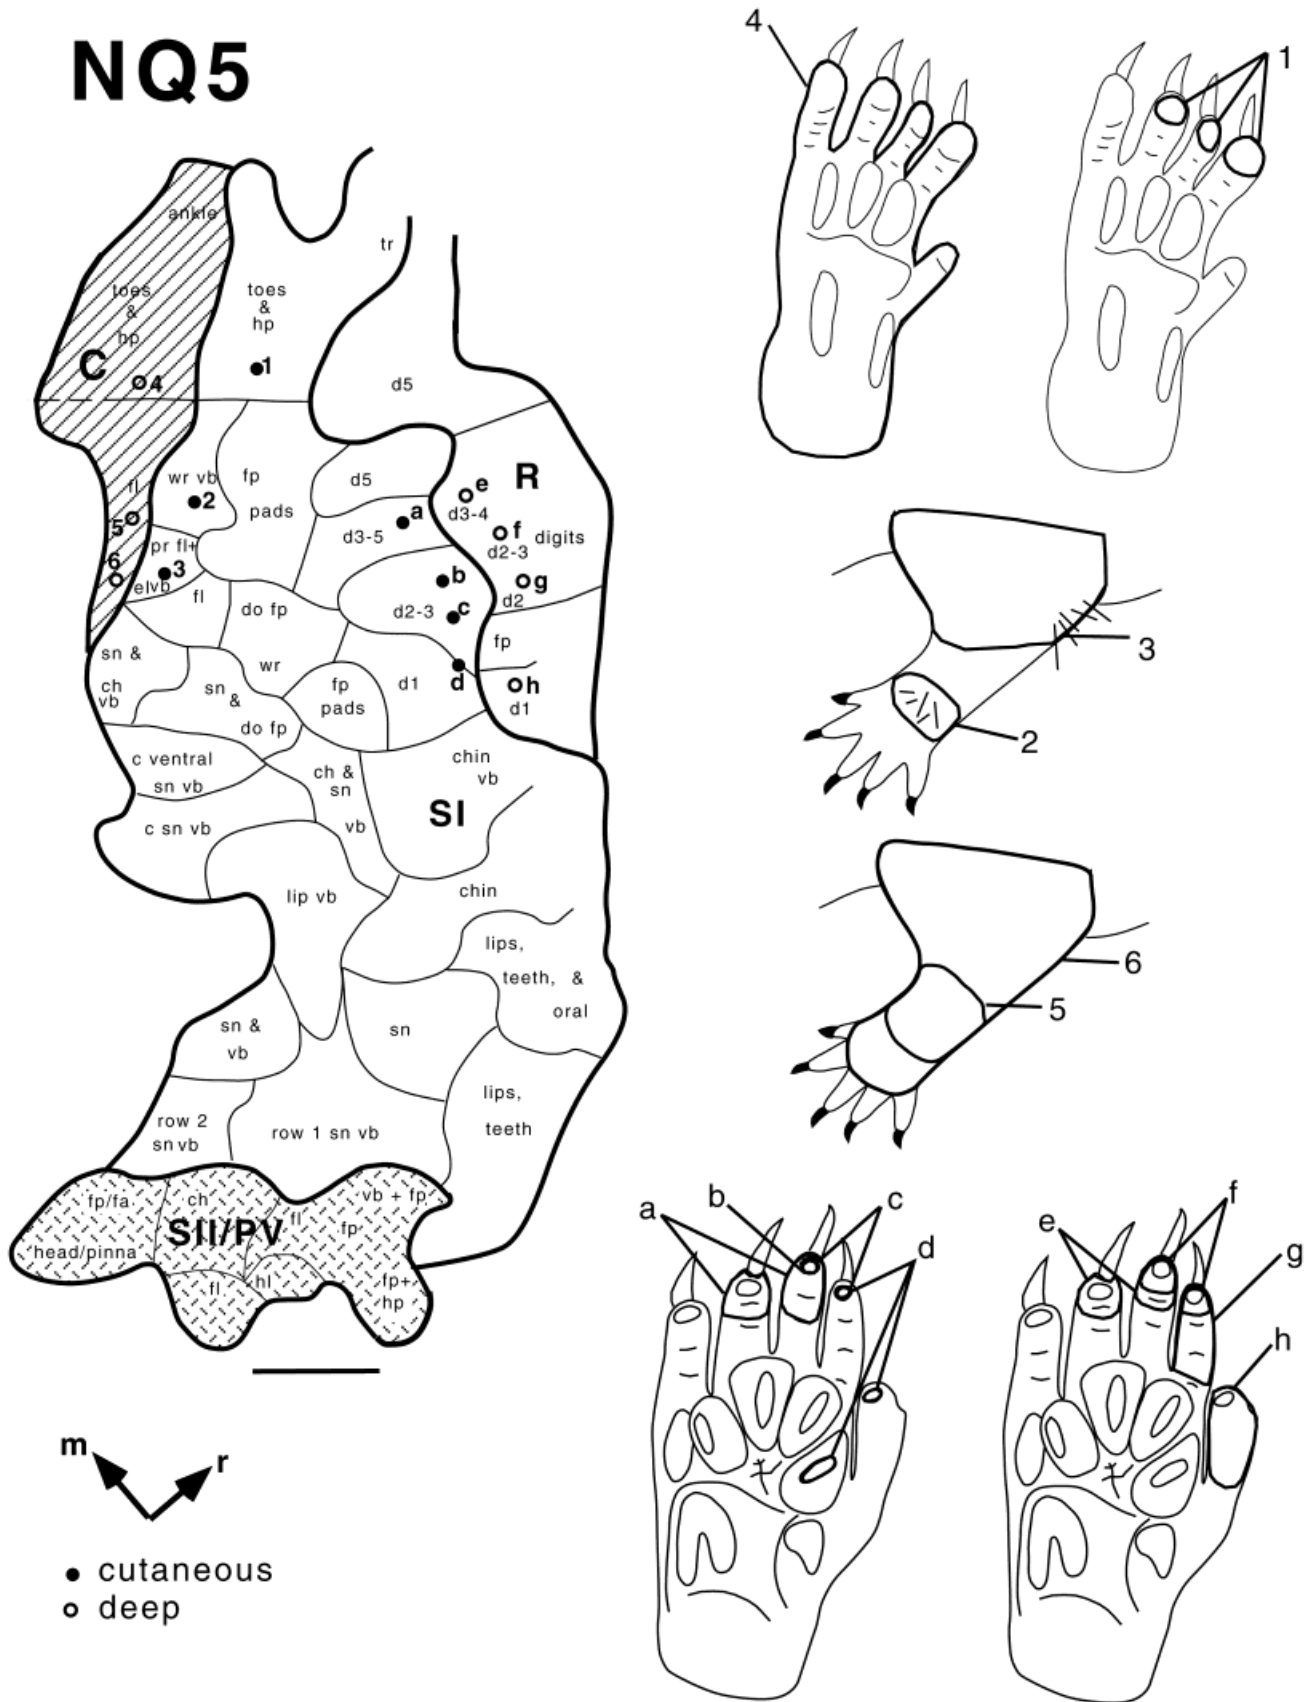 NQ5
ankle
toes
&
hp
C
4
toes
&
hp
1
tr
d5
fl
5
6
wr vb
2
pr fl+
3
elvb
fl
fp
pads
d5
d3-5
a
b
d2-3
c
d
R
e
d3-4
f
digits
d2-3
g
d2
fp
h
d1
do fp
wr
fp
pads
d1
sn &
ch
vb
sn
&
do fp
c ventral
sn vb
c sn vb
ch &
sn
vb
chin
vb
SI
lip vb
chin
lips,
teeth, &
oral
sn &
vb
sn
lips,
teeth
row 2
sn vb
row 1 sn vb
fp/fa
head/pinna
ch
SII/PV
fl
vb + fp
fp
fl
hl
fp+
hp
m
r
cutaneous
deep
4
1
3
2
6
5
a
b
c
d
e
f
g
h